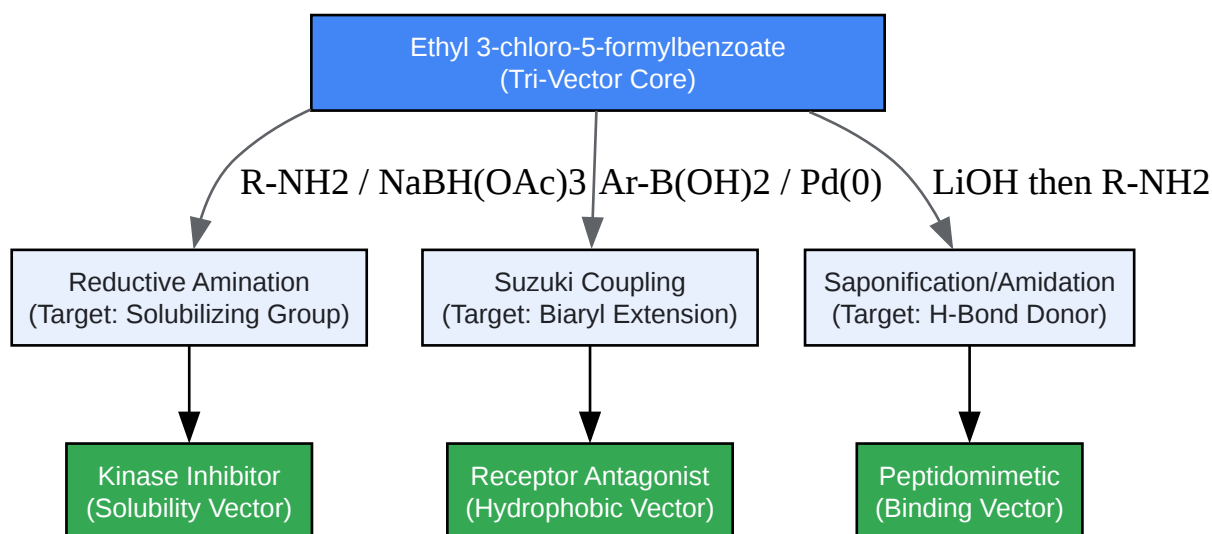 Ethyl 3-chloro-5-formylbenzoate
(Tri-Vector Core)
R-NH2 / NaBH(OAc)3
Ar-B(OH)2 / Pd(0)
LiOH then R-NH2
Reductive Amination
(Target: Solubilizing Group)
Suzuki Coupling
(Target: Biaryl Extension)
Saponification/Amidation
(Target: H-Bond Donor)
Kinase Inhibitor
(Solubility Vector)
Receptor Antagonist
(Hydrophobic Vector)
Peptidomimetic
(Binding Vector)